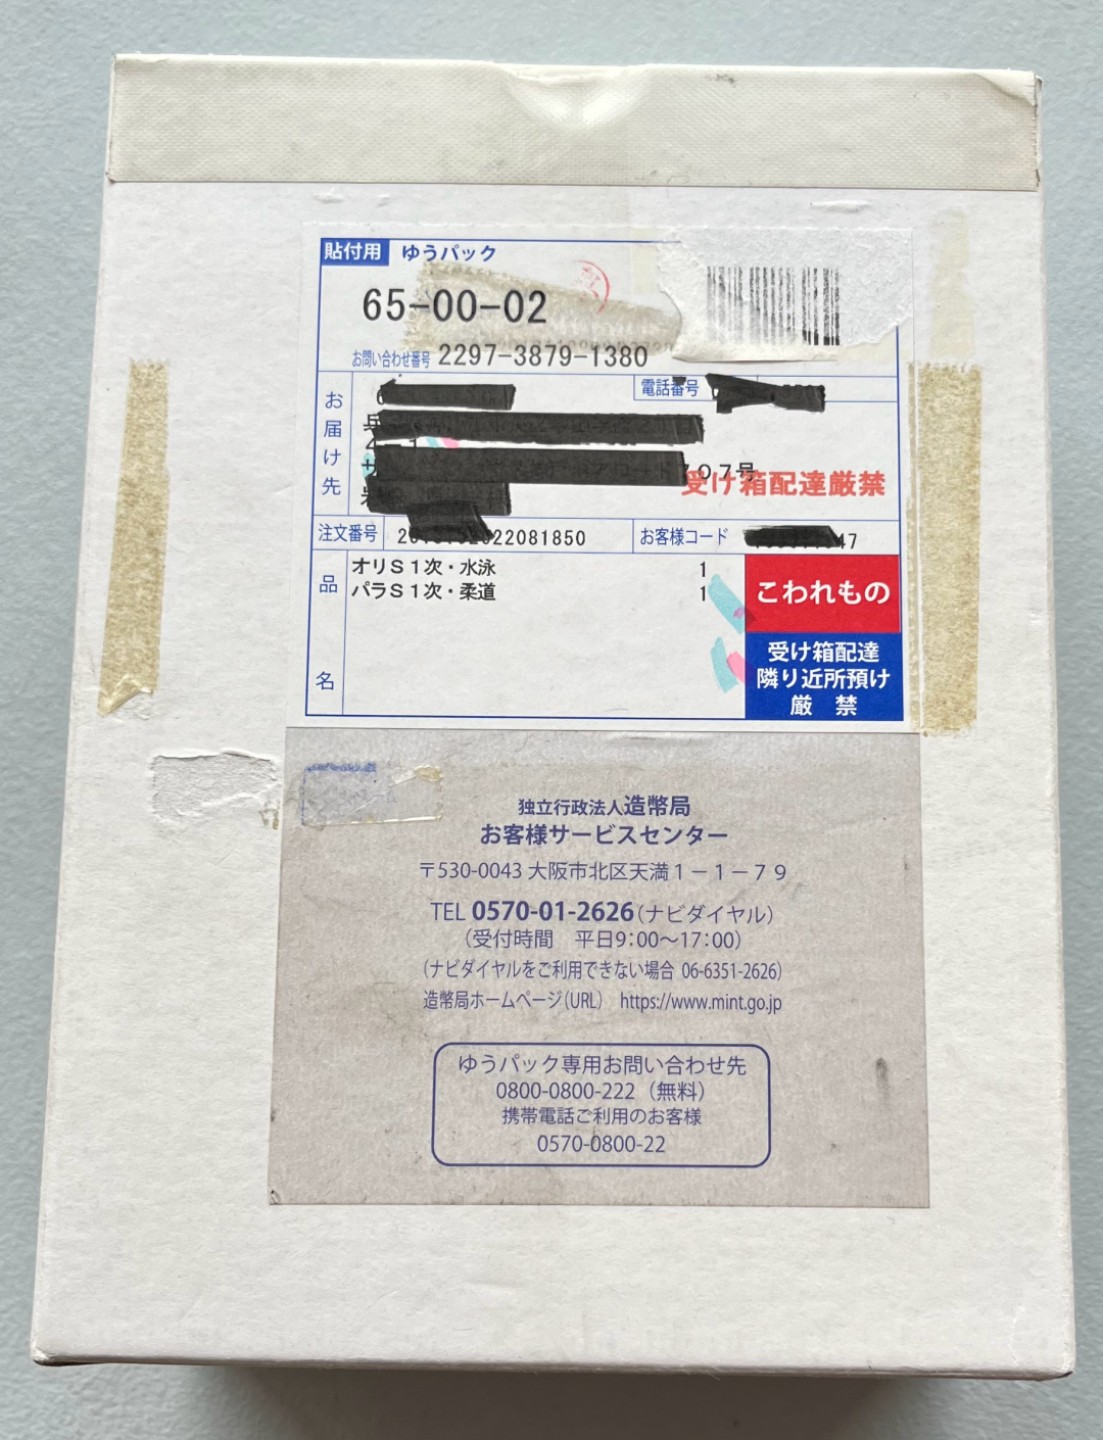 貼付用 ゆうパック
65-00-02
お問い合わせ番号 2297-3879-1380
お届け先
電話番号
707号
受け箱配達厳禁
注文番号 22081850
お客様コード 47
品名
オリS1次・水泳 1
パラS1次・柔道 1
こわれもの
受け箱配達
隣り近所預け
厳 禁
独立行政法人造幣局
お客様サービスセンター
〒530-0043 大阪市北区天満1-1-79
TEL 0570-01-2626(ナビダイヤル)
(受付時間 平日9:00〜17:00)
(ナビダイヤルをご利用できない場合 06-6351-2626)
造幣局ホームページ(URL) https://www.mint.go.jp
ゆうパック専用お問い合わせ先
0800-0800-222(無料)
携帯電話ご利用のお客様
0570-0800-22